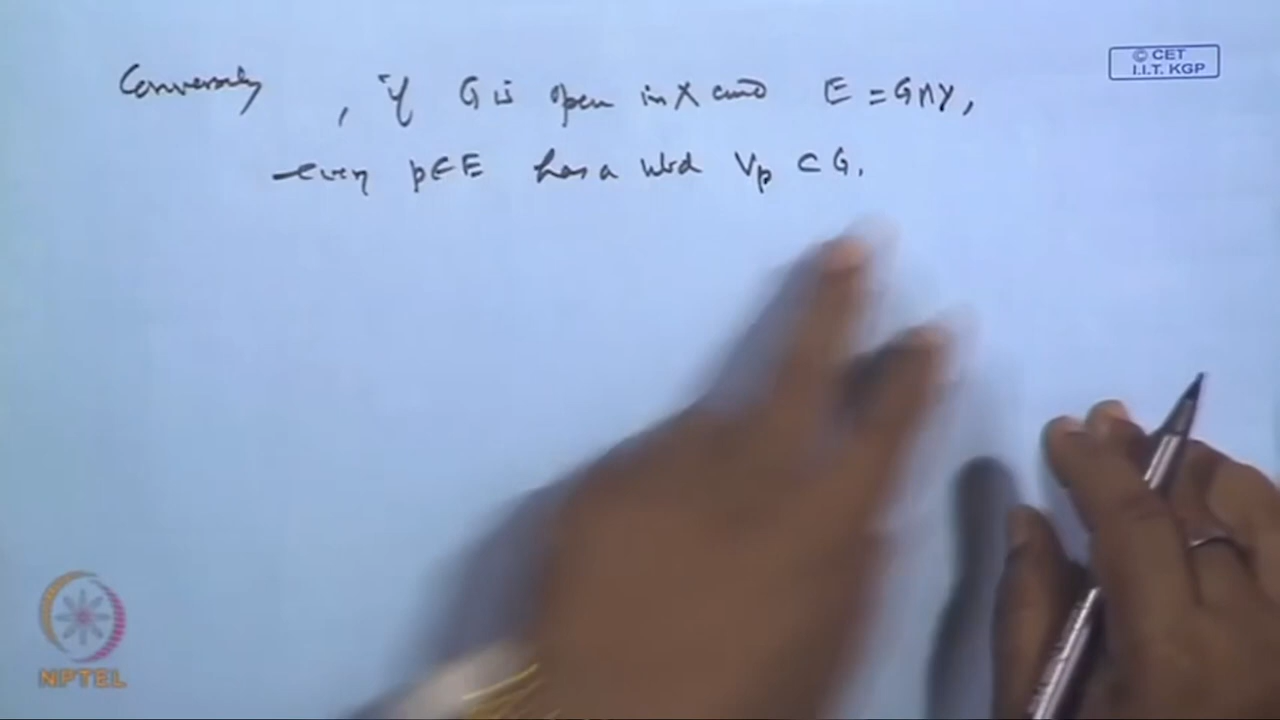 Conversely, if G is open in X and E = G∩Y,
every p∈E has a nbd Vp ⊂ G.
© CET
I.I.T. KGP
NPTEL